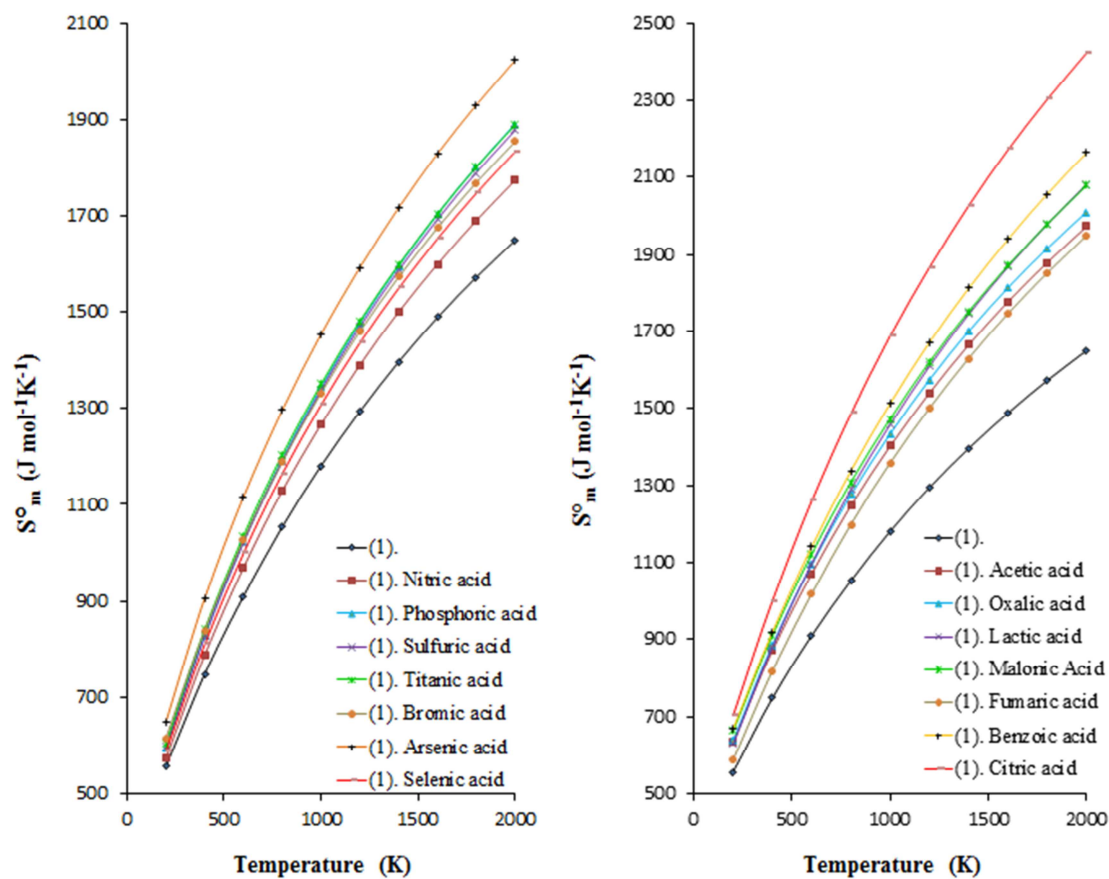 2100
1900
1700
1500
1300
1100
900
700
500
0
500
1000
1500
2000
S°m (J mol-1K-1)
Temperature (K)
(1).
(1). Nitric acid
(1). Phosphoric acid
(1). Sulfuric acid
(1). Titanic acid
(1). Bromic acid
(1). Arsenic acid
(1). Selenic acid
2500
2300
2100
1900
1700
1500
1300
1100
900
700
500
0
500
1000
1500
2000
S°m (J mol-1K-1)
Temperature (K)
(1).
(1). Acetic acid
(1). Oxalic acid
(1). Lactic acid
(1). Malonic Acid
(1). Fumaric acid
(1). Benzoic acid
(1). Citric acid